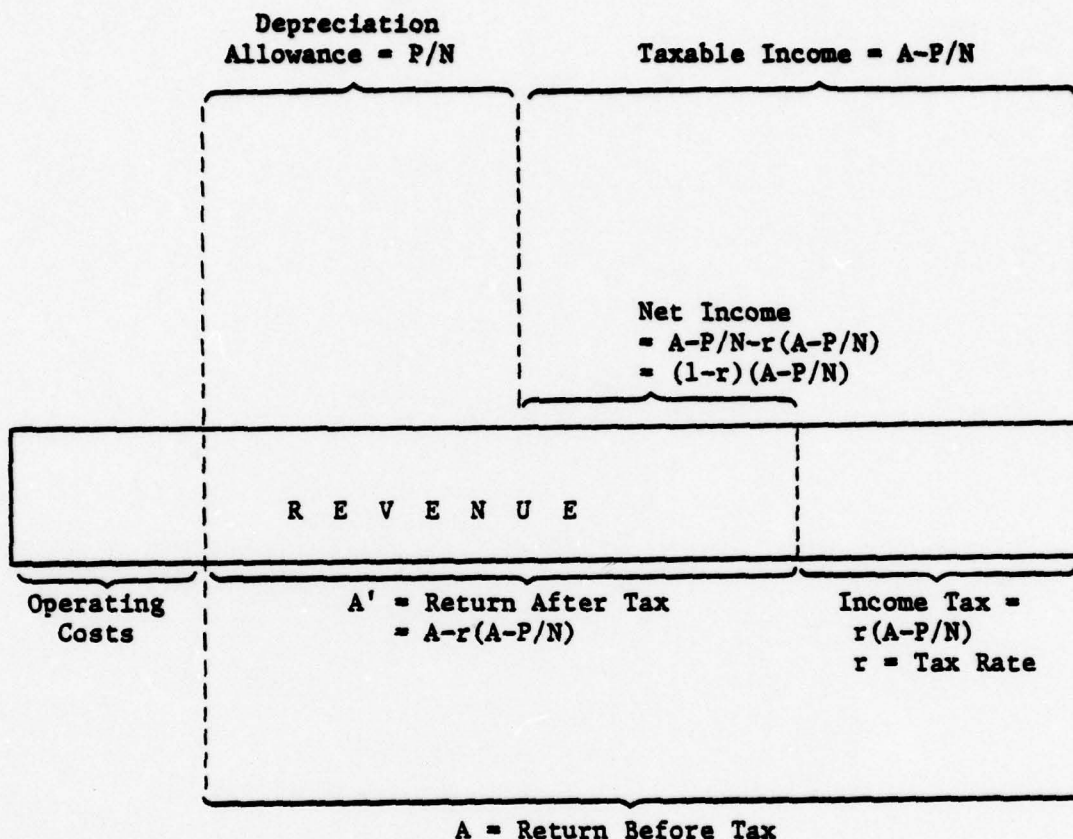 Depreciation
Allowance = P/N
Taxable Income = A-P/N
Net Income
= A-P/N-r(A-P/N)
= (1-r)(A-P/N)
R E V E N U E
Operating
Costs
A' = Return After Tax
= A-r(A-P/N)
Income Tax =
r(A-P/N)
r = Tax Rate
A = Return Before Tax